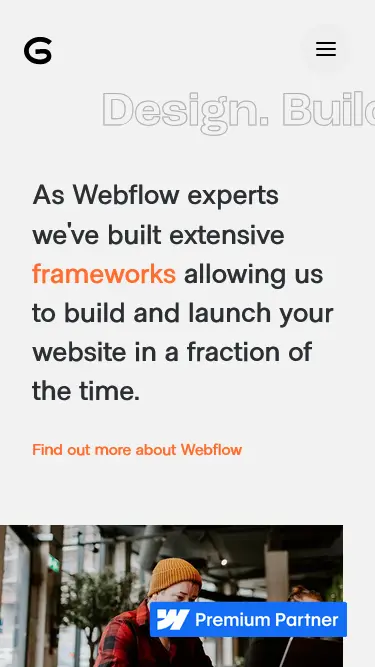 G
Design. Build
As Webflow experts
we've built extensive
frameworks allowing us
to build and launch your
website in a fraction of
the time.
Find out more about Webflow
Premium Partner